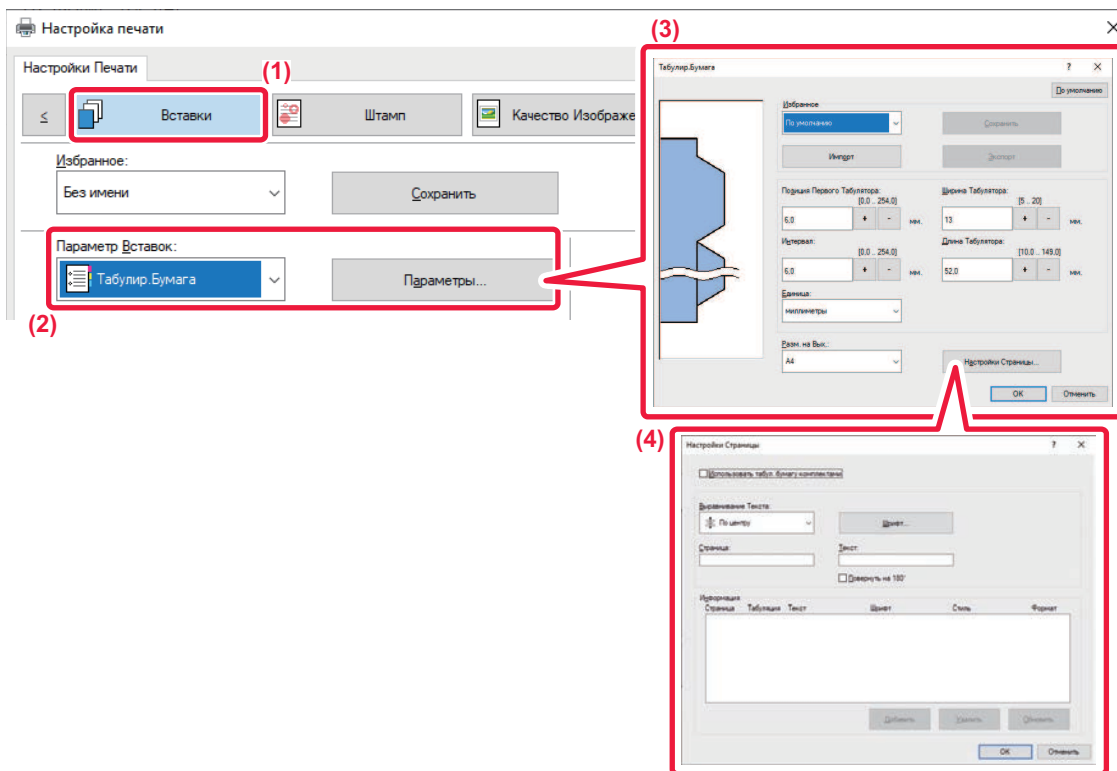 Настройка печати
Настройки Печати
(1)
≤
Вставки
Штамп
Качество Изображе
Избранное:
Без имени
Сохранить
Параметр Вставок:
Табулир.Бумага
Параметры...
(2)
(3)
Табулир.Бумага ? ×
По умолчанию
Избранное
По умолчанию
Сохранить
Импорт
Экспорт
Позиция Первого Табулятора:
[0,0 .. 254,0]
6,0 + - мм.
Ширина Табулятора:
[5 .. 20]
13 + - мм.
Интервал:
[0,0 .. 254,0]
6,0 + - мм.
Длина Табулятора:
[10,0 .. 149,0]
52,0 + - мм.
Единица:
миллиметры
Разм. на Вых.:
A4
Настройки Страницы...
OK
Отменить
(4)
Настройки Страницы ? ×
Использовать табул. бумагу комплектами
Выравнивание Текста:
По центру
Шрифт...
Страница:
Текст:
Повернуть на 180°
Информация
Страница Табуляция Текст Шрифт Стиль Формат
Добавить
Удалить
Обновить
OK
Отменить